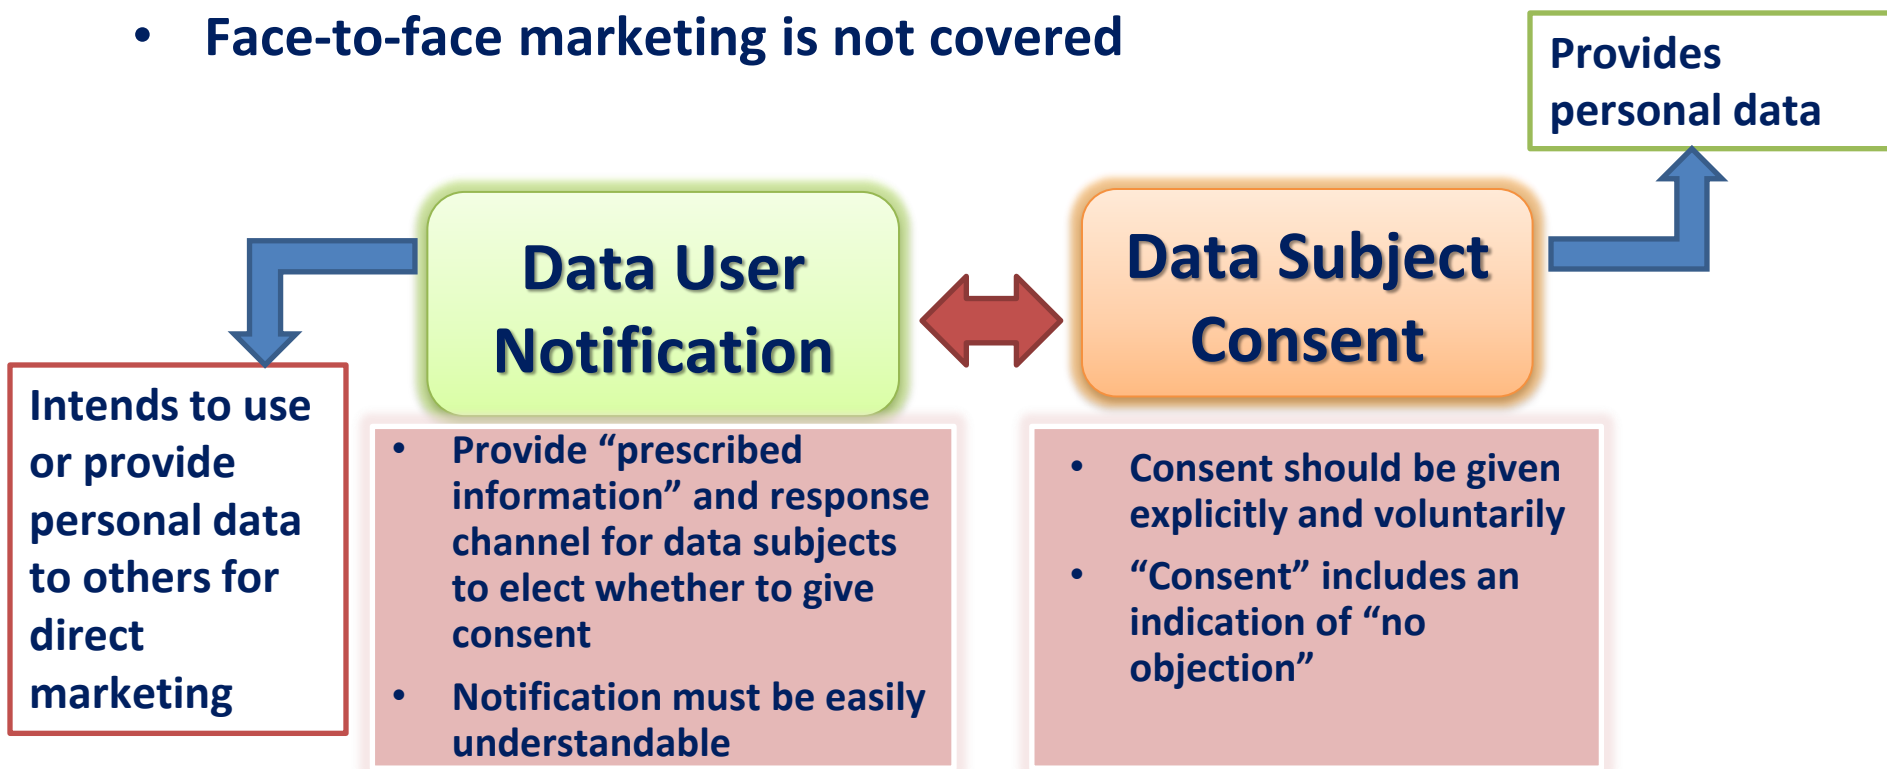 • Face-to-face marketing is not covered
Provides
personal data
Data User
Notification
Data Subject
Consent
Intends to use
or provide
personal data
to others for
direct
marketing
• Provide “prescribed
information” and response
channel for data subjects
to elect whether to give
consent
• Notification must be easily
understandable
• Consent should be given
explicitly and voluntarily
• “Consent” includes an
indication of “no
objection”